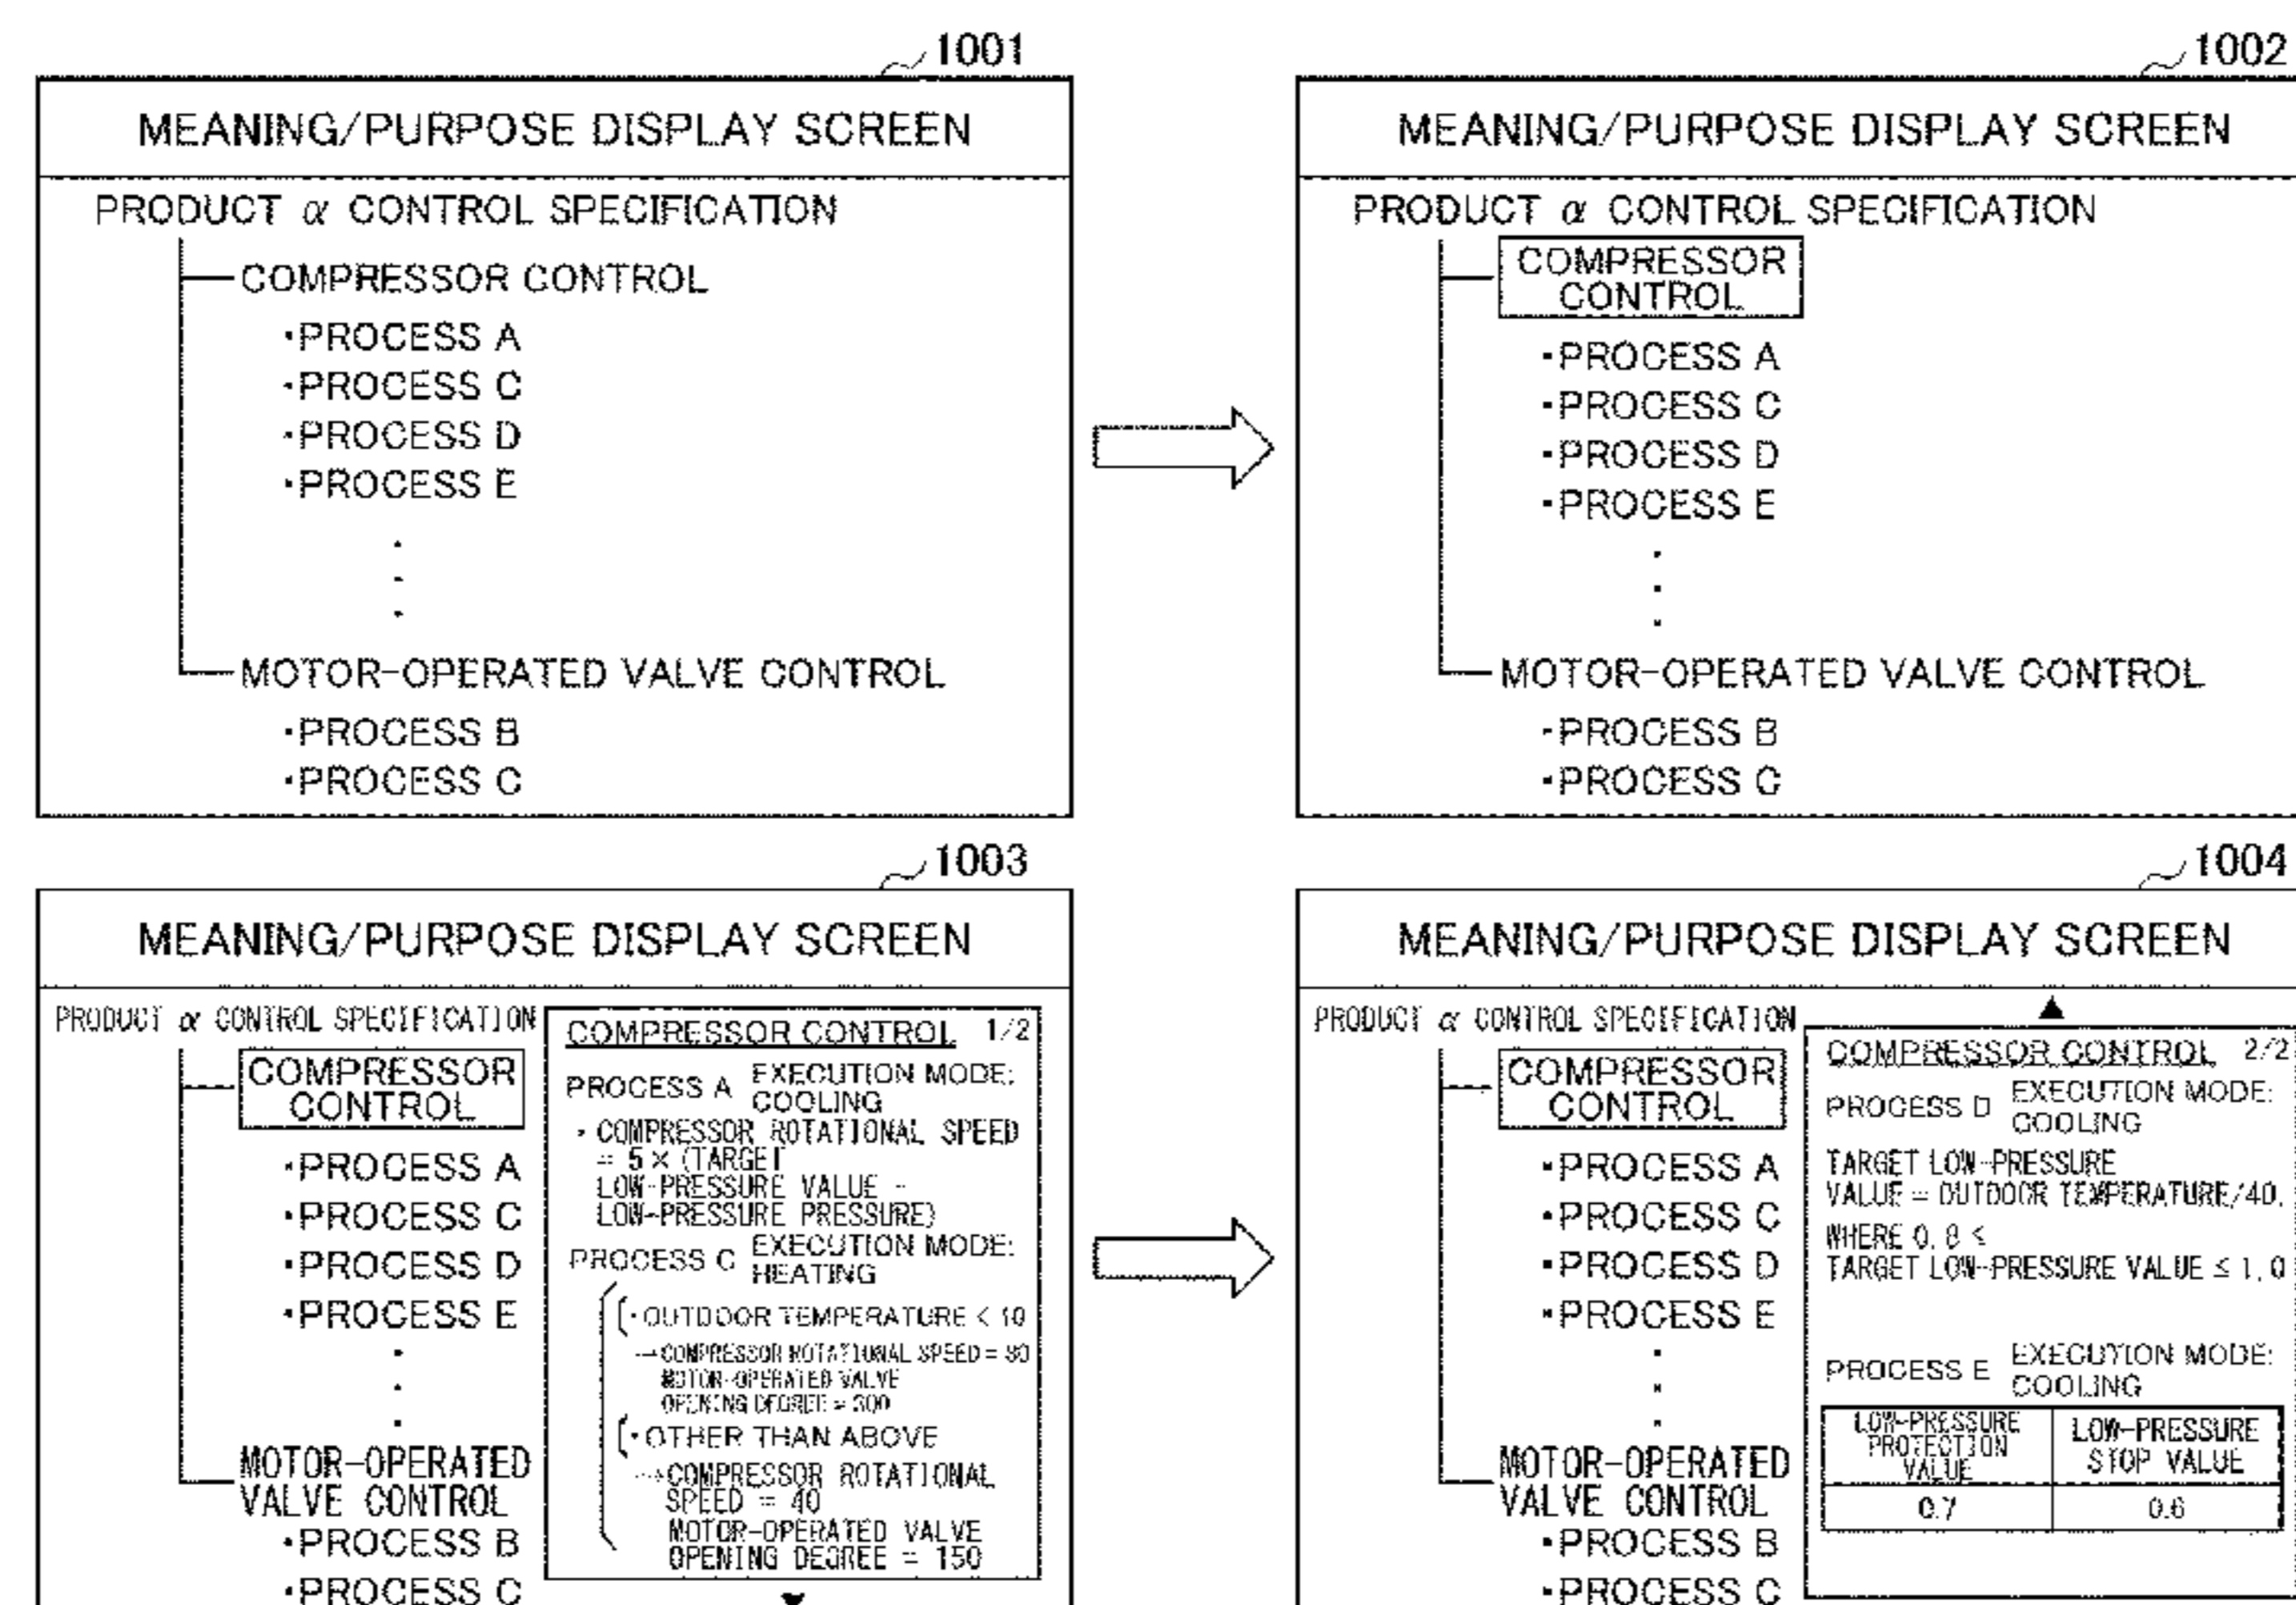 1001
MEANING/PURPOSE DISPLAY SCREEN
PRODUCT α CONTROL SPECIFICATION
COMPRESSOR CONTROL
・PROCESS A
・PROCESS C
・PROCESS D
・PROCESS E
MOTOR-OPERATED VALVE CONTROL
・PROCESS B
・PROCESS C
1002
MEANING/PURPOSE DISPLAY SCREEN
PRODUCT α CONTROL SPECIFICATION
COMPRESSOR
CONTROL
・PROCESS A
・PROCESS C
・PROCESS D
・PROCESS E
MOTOR-OPERATED VALVE CONTROL
・PROCESS B
・PROCESS C
1003
MEANING/PURPOSE DISPLAY SCREEN
PRODUCT α CONTROL SPECIFICATION
COMPRESSOR
CONTROL
・PROCESS A
・PROCESS C
・PROCESS D
・PROCESS E
MOTOR-OPERATED
VALVE CONTROL
・PROCESS B
・PROCESS C
COMPRESSOR CONTROL 1/2
PROCESS A EXECUTION MODE:
COOLING
・COMPRESSOR ROTATIONAL SPEED
= 5 × (TARGET
LOW-PRESSURE VALUE -
LOW-PRESSURE PRESSURE)
PROCESS C EXECUTION MODE:
HEATING
・OUTDOOR TEMPERATURE < 10
→COMPRESSOR ROTATIONAL SPEED = 80
MOTOR-OPERATED VALVE
OPENING DEGREE = 300
・OTHER THAN ABOVE
→COMPRESSOR ROTATIONAL
SPEED = 40
MOTOR-OPERATED VALVE
OPENING DEGREE = 150
▼
1004
MEANING/PURPOSE DISPLAY SCREEN
PRODUCT α CONTROL SPECIFICATION
COMPRESSOR
CONTROL
・PROCESS A
・PROCESS C
・PROCESS D
・PROCESS E
MOTOR-OPERATED
VALVE CONTROL
・PROCESS B
・PROCESS C
▲
COMPRESSOR CONTROL 2/2
PROCESS D EXECUTION MODE:
COOLING
TARGET LOW-PRESSURE
VALUE = OUTDOOR TEMPERATURE/40,
WHERE 0.8 <
TARGET LOW-PRESSURE VALUE ≤ 1.0
PROCESS E EXECUTION MODE:
COOLING
LOW-PRESSURE
PROTECTION
VALUE
LOW-PRESSURE
STOP VALUE
0.7 0.6